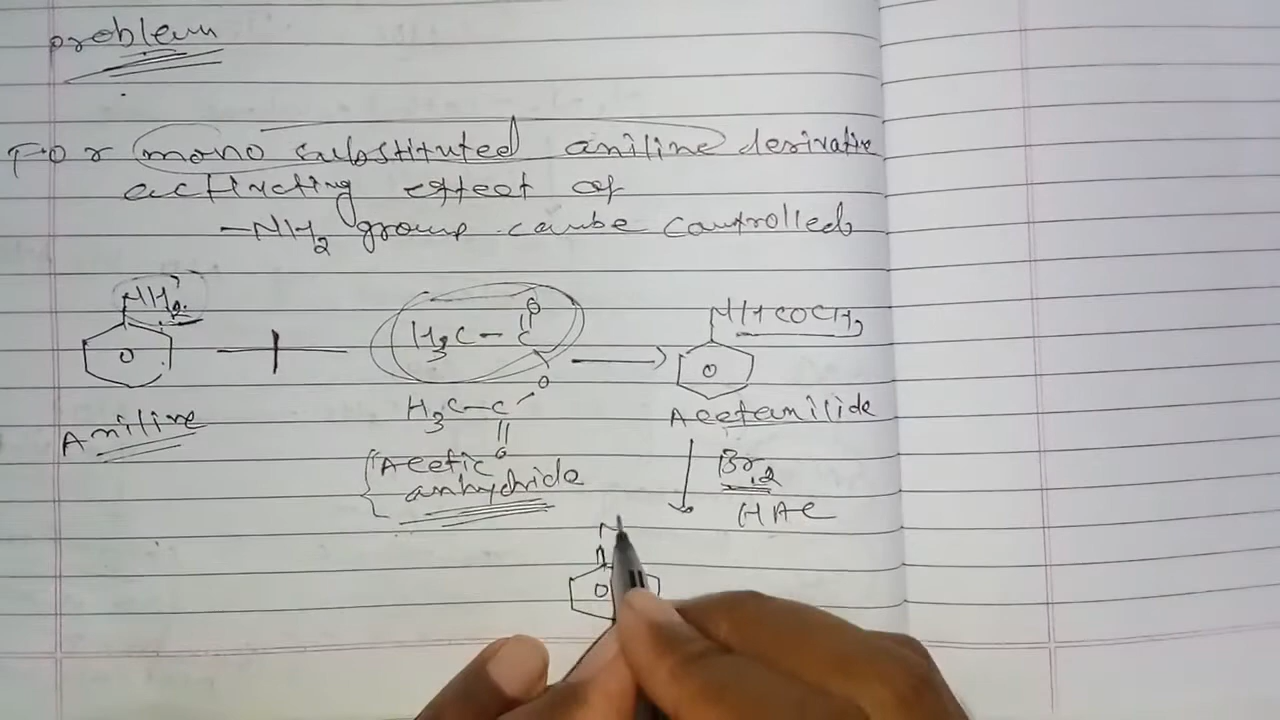 problem
For mono substituted aniline derivative
activating effect of
-NH2 group can be controlled
NH2
+
H3C-C
O
O
H3C-C
O
Aniline
Acetic
anhydride
NHCOCH3
Acetanilide
Br2
HAC
N